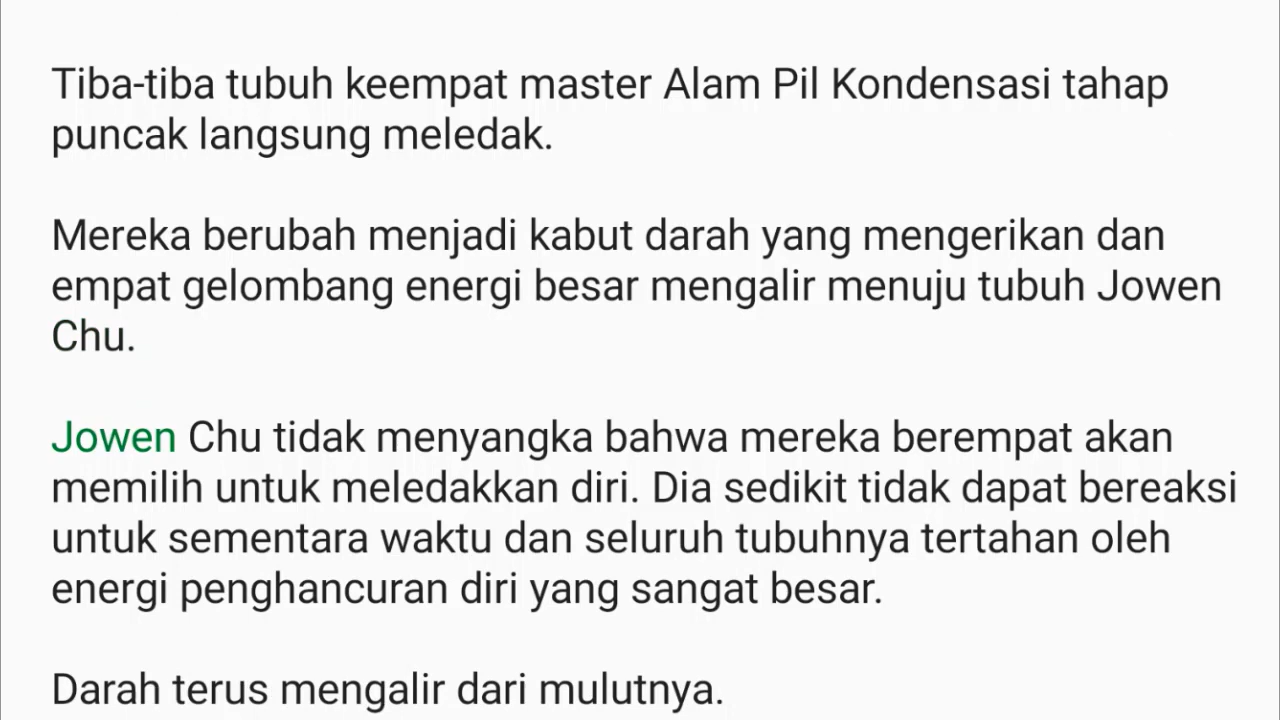 Tiba-tiba tubuh keempat master Alam Pil Kondensasi tahap
puncak langsung meledak.
Mereka berubah menjadi kabut darah yang mengerikan dan
empat gelombang energi besar mengalir menuju tubuh Jowen
Chu.
Jowen Chu tidak menyangka bahwa mereka berempat akan
memilih untuk meledakkan diri. Dia sedikit tidak dapat bereaksi
untuk sementara waktu dan seluruh tubuhnya tertahan oleh
energi penghancuran diri yang sangat besar.
Darah terus mengalir dari mulutnya.